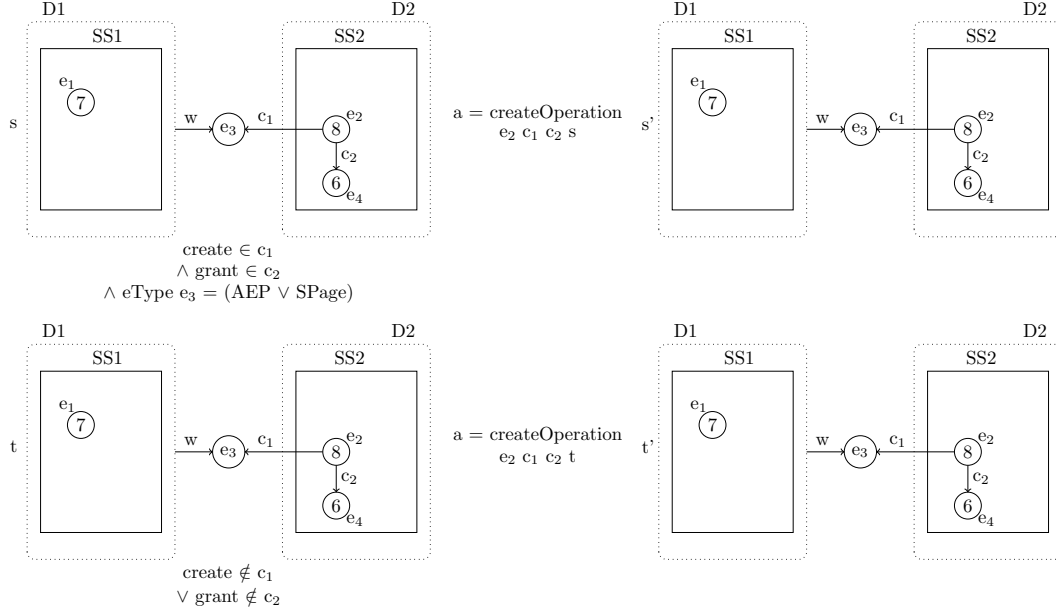 D1 D2 D1 D2
SS1 SS2 SS1 SS2
e₁ e₁
7 7
s w e₃ c₁ 8 e₂ a = createOperation s' w e₃ c₁ 8 e₂
e₂ c₁ c₂ s
c₂ c₂
6 6
e₄ e₄
create ∈ c₁
∧ grant ∈ c₂
∧ eType e₃ = (AEP ∨ SPage)
D1 D2 D1 D2
SS1 SS2 SS1 SS2
e₁ e₁
7 7
t w e₃ c₁ 8 e₂ a = createOperation t' w e₃ c₁ 8 e₂
e₂ c₁ c₂ t
c₂ c₂
6 6
e₄ e₄
create ∉ c₁
∨ grant ∉ c₂